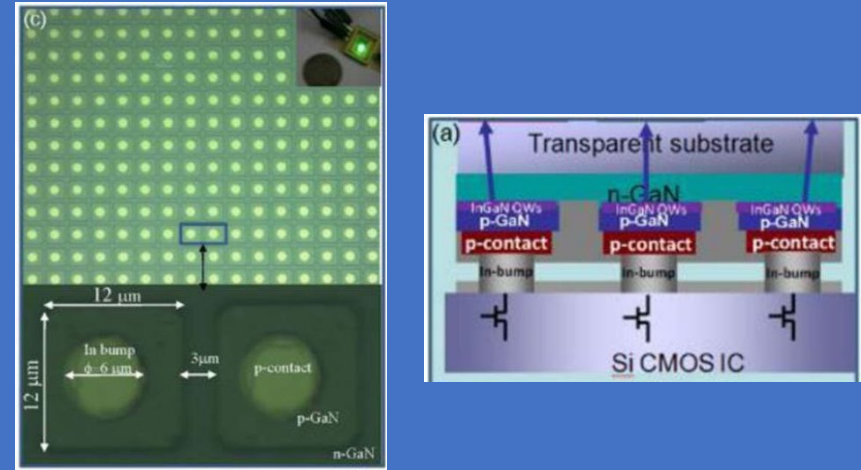 (c)
12 μm
In bump
ϕ=6 μm
3μm
p-contact
12 μm
p-GaN
n-GaN
(a)
Transparent substrate
n-GaN
InGaN QWs
InGaN QWs
InGaN QWs
p-GaN
p-GaN
p-GaN
p-contact
p-contact
p-contact
In-bump
In-bump
In-bump
Si CMOS IC